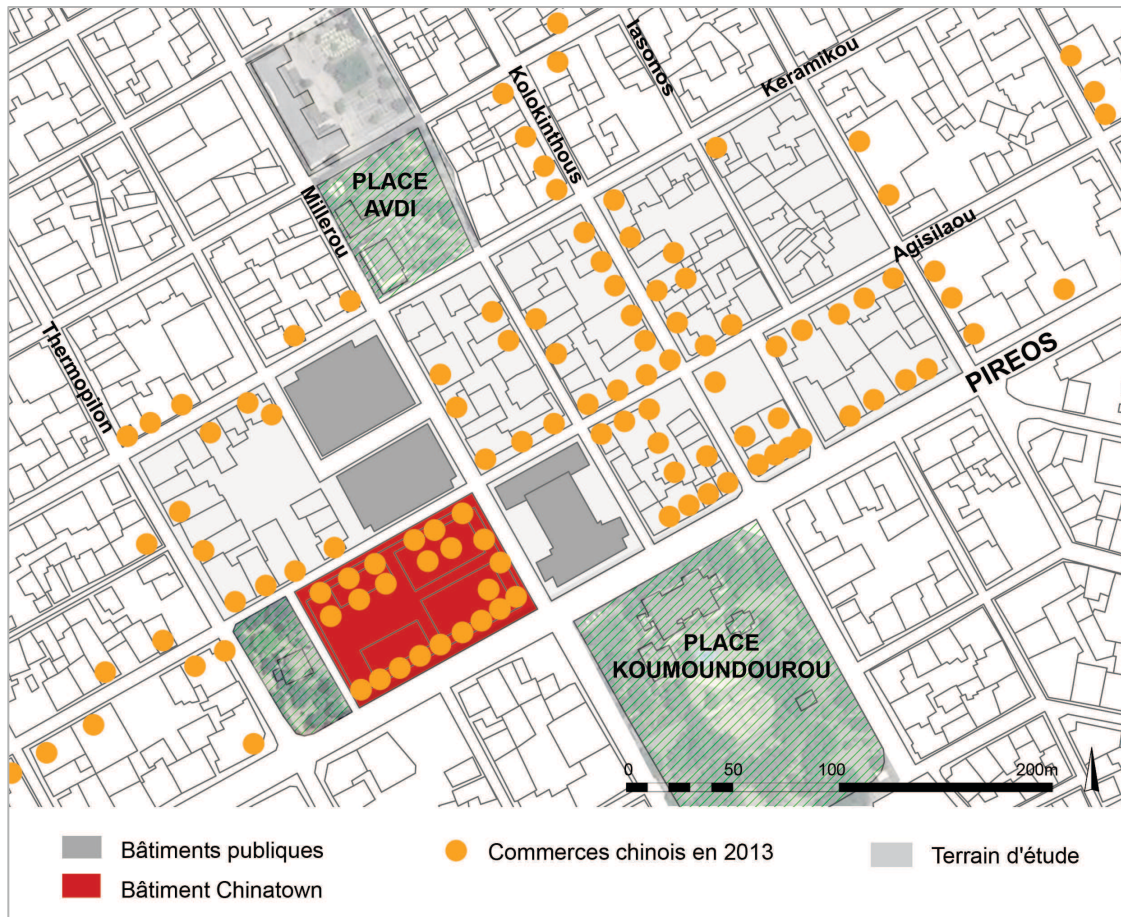 Iasonos
Keramikou
Kolokinthous
PLACE
AVDI
Millerou
Agisilaou
Thermopilon
PIREOS
PLACE
KOUMOUNDOUROU
0 50 100 200m
Bâtiments publiques
Commerces chinois en 2013
Terrain d'étude
Bâtiment Chinatown